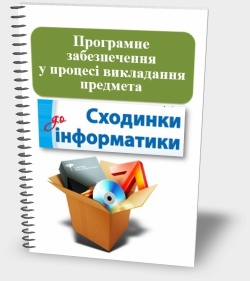 Програмне
забезпечення
у процесі викладання
предмета
Сходинки
до
інформатики